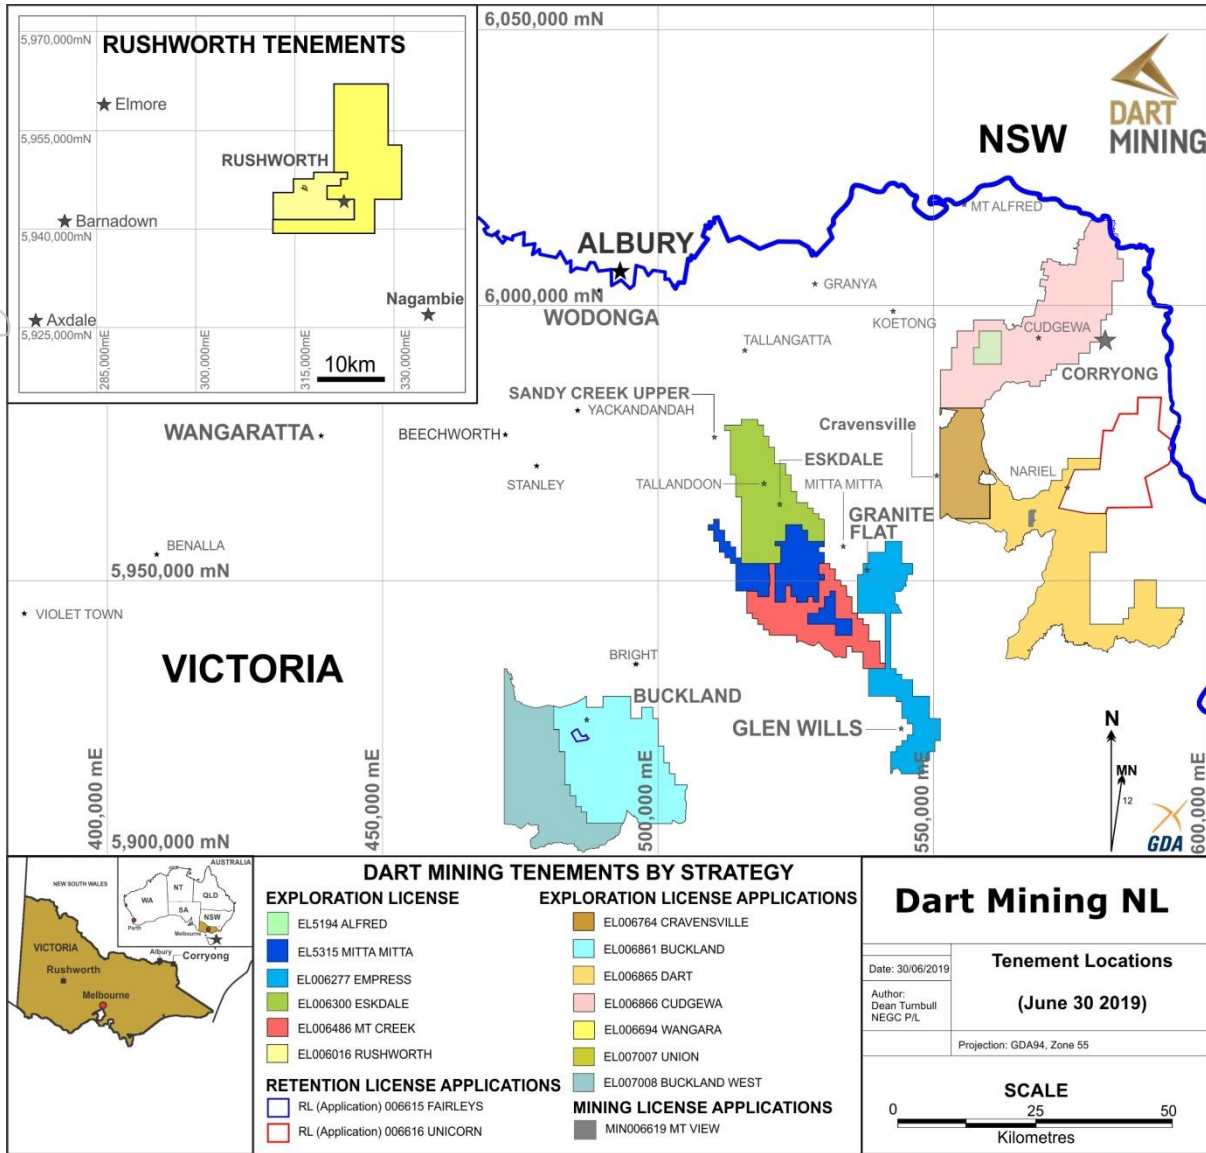 RUSHWORTH TENEMENTS
5,970,000mN
Elmore
5,955,000mN
RUSHWORTH
Barnadown
5,940,000mN
Nagambie
Axdale
5,925,000mN
285,000mE
300,000mE
315,000mE
330,000mE
10km
6,050,000 mN
DART
MINING
NSW
MT ALFRED
ALBURY
GRANYA
6,000,000 mN
WODONGA
KOETONG
CUDGEWA
TALLANGATTA
CORRYONG
SANDY CREEK UPPER
YACKANDANDAH
WANGARATTA
BEECHWORTH
Cravensville
ESKDALE
NARIEL
STANLEY
TALLANDOON
MITTA MITTA
GRANITE
FLAT
BENALLA
5,950,000 mN
VIOLET TOWN
VICTORIA
BRIGHT
BUCKLAND
GLEN WILLS
N
MN
12
GDA
400,000 mE
450,000 mE
500,000 mE
550,000 mE
600,000 mE
5,900,000 mN
NEW SOUTH WALES
AUSTRALIA
WA
NT
QLD
SA
NSW
Perth
Melbourne
VICTORIA
Albury
Corryong
Rushworth
Melbourne
DART MINING TENEMENTS BY STRATEGY
EXPLORATION LICENSE
EL5194 ALFRED
EL5315 MITTA MITTA
EL006277 EMPRESS
EL006300 ESKDALE
EL006486 MT CREEK
EL006016 RUSHWORTH
RETENTION LICENSE APPLICATIONS
RL (Application) 006615 FAIRLEYS
RL (Application) 006616 UNICORN
EXPLORATION LICENSE APPLICATIONS
EL006764 CRAVENSVILLE
EL006861 BUCKLAND
EL006865 DART
EL006866 CUDGEWA
EL006694 WANGARA
EL007007 UNION
EL007008 BUCKLAND WEST
MINING LICENSE APPLICATIONS
MIN006619 MT VIEW
Dart Mining NL
Date: 30/06/2019
Author:
Dean Turnbull
NEGC P/L
Tenement Locations
(June 30 2019)
Projection: GDA94, Zone 55
SCALE
0 25 50
Kilometres